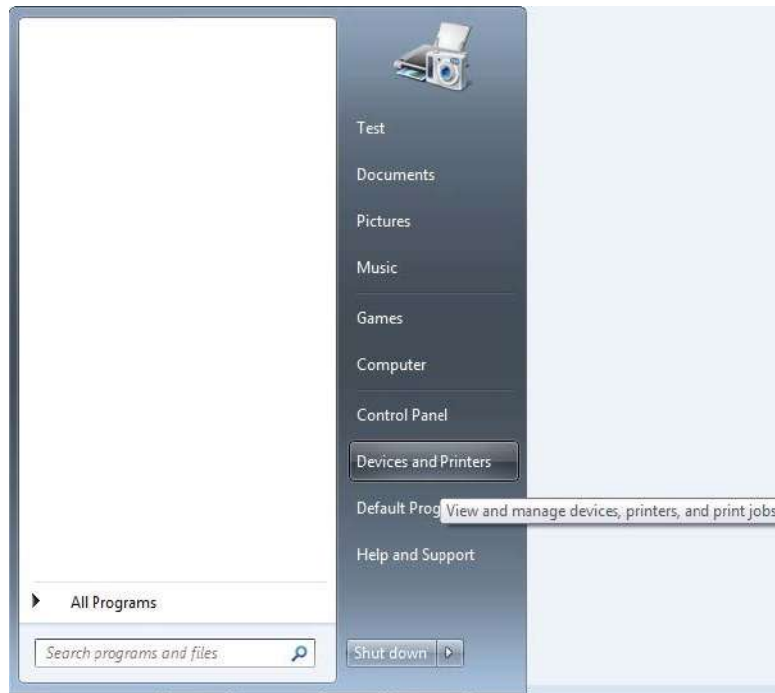 Test
Documents
Pictures
Music
Games
Computer
Control Panel
Devices and Printers
Default Prog
View and manage devices, printers, and print jobs
Help and Support
All Programs
Search programs and files
Shut down